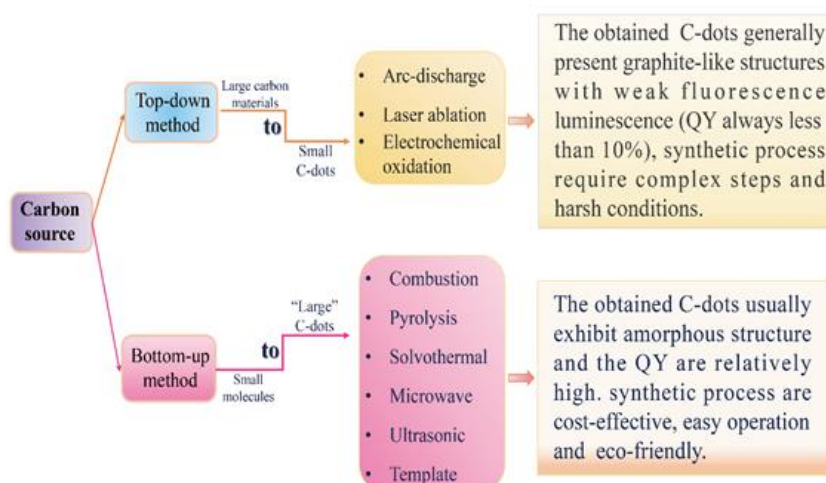 Carbon
source
Top-down
method
Large carbon
materials
to
Small
C-dots
• Arc-discharge
• Laser ablation
• Electrochemical
oxidation
The obtained C-dots generally
present graphite-like structures
with weak fluorescence
luminescence (QY always less
than 10%), synthetic process
require complex steps and
harsh conditions.
Bottom-up
method
"Large"
C-dots
to
Small
molecules
• Combustion
• Pyrolysis
• Solvothermal
• Microwave
• Ultrasonic
• Template
The obtained C-dots usually
exhibit amorphous structure
and the QY are relatively
high. synthetic process are
cost-effective, easy operation
and eco-friendly.